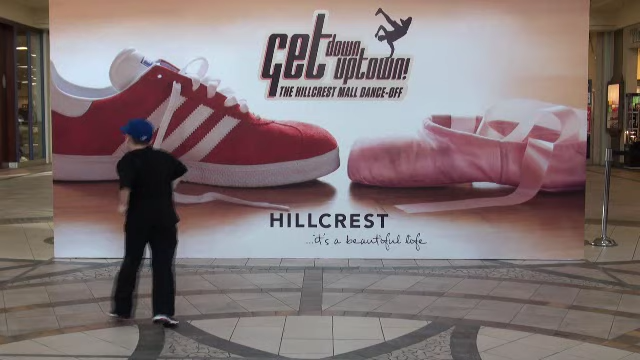 Get down
uptown!
THE HILLCREST MALL DANCE-OFF
HILLCREST
...it's a beautiful life